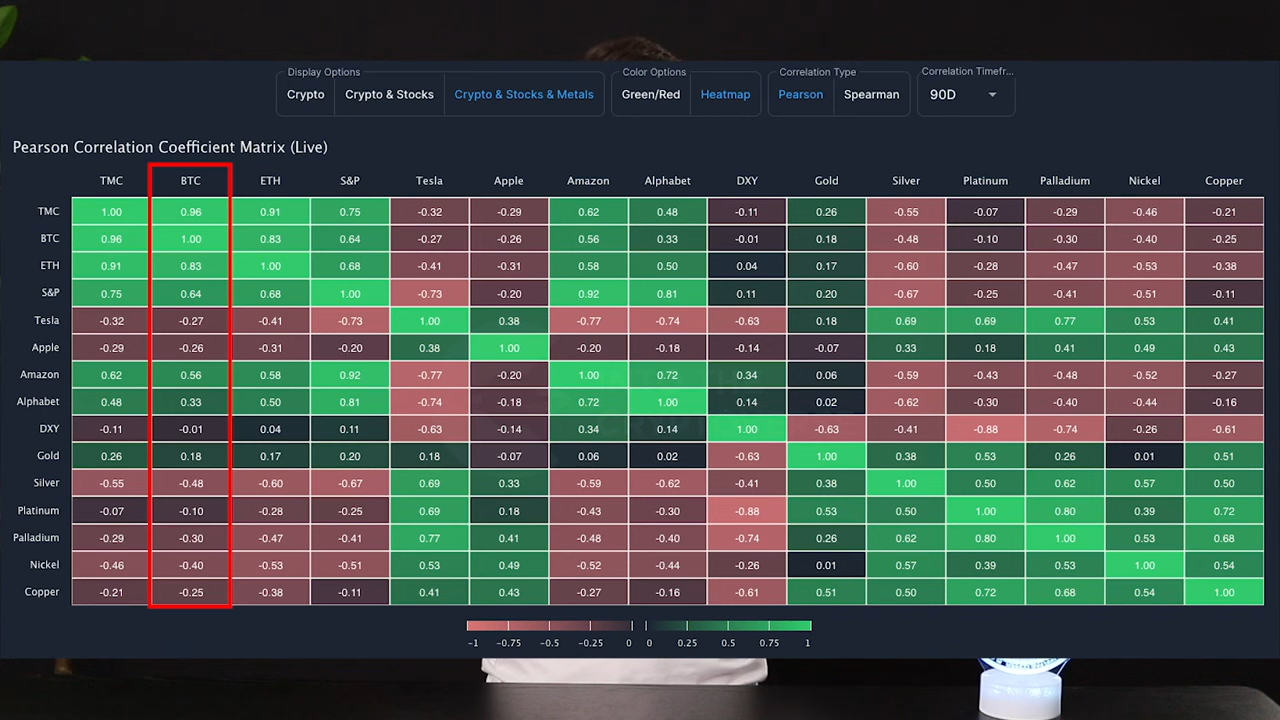 Display Options Color Options Correlation Type Correlation Timefr...
Crypto Crypto & Stocks Crypto & Stocks & Metals Green/Red Heatmap Pearson Spearman 90D
Pearson Correlation Coefficient Matrix (Live)
TMC BTC ETH S&P Tesla Apple Amazon Alphabet DXY Gold Silver Platinum Palladium Nickel Copper
TMC 1.00 0.96 0.91 0.75 -0.32 -0.29 0.62 0.48 -0.11 0.26 -0.55 -0.07 -0.29 -0.46 -0.21
BTC 0.96 1.00 0.83 0.64 -0.27 -0.26 0.56 0.33 -0.01 0.18 -0.48 -0.10 -0.30 -0.40 -0.25
ETH 0.91 0.83 1.00 0.68 -0.41 -0.31 0.58 0.50 0.04 0.17 -0.60 -0.28 -0.47 -0.53 -0.38
S&P 0.75 0.64 0.68 1.00 -0.73 -0.20 0.92 0.81 0.11 0.20 -0.67 -0.25 -0.41 -0.51 -0.11
Tesla -0.32 -0.27 -0.41 -0.73 1.00 0.38 -0.77 -0.74 -0.63 0.18 0.69 0.69 0.77 0.53 0.41
Apple -0.29 -0.26 -0.31 -0.20 0.38 1.00 -0.20 -0.18 -0.14 -0.07 0.33 0.18 0.41 0.49 0.43
Amazon 0.62 0.56 0.58 0.92 -0.77 -0.20 1.00 0.72 0.34 0.06 -0.59 -0.43 -0.48 -0.52 -0.27
Alphabet 0.48 0.33 0.50 0.81 -0.74 -0.18 0.72 1.00 0.14 0.02 -0.62 -0.30 -0.40 -0.44 -0.16
DXY -0.11 -0.01 0.04 0.11 -0.63 -0.14 0.34 0.14 1.00 -0.63 -0.41 -0.88 -0.74 -0.26 -0.61
Gold 0.26 0.18 0.17 0.20 0.18 -0.07 0.06 0.02 -0.63 1.00 0.38 0.53 0.26 0.01 0.51
Silver -0.55 -0.48 -0.60 -0.67 0.69 0.33 -0.59 -0.62 -0.41 0.38 1.00 0.50 0.62 0.57 0.50
Platinum -0.07 -0.10 -0.28 -0.25 0.69 0.18 -0.43 -0.30 -0.88 0.53 0.50 1.00 0.80 0.39 0.72
Palladium -0.29 -0.30 -0.47 -0.41 0.77 0.41 -0.48 -0.40 -0.74 0.26 0.62 0.80 1.00 0.53 0.68
Nickel -0.46 -0.40 -0.53 -0.51 0.53 0.49 -0.52 -0.44 -0.26 0.01 0.57 0.39 0.53 1.00 0.54
Copper -0.21 -0.25 -0.38 -0.11 0.41 0.43 -0.27 -0.16 -0.61 0.51 0.50 0.72 0.68 0.54 1.00
-1 -0.75 -0.5 -0.25 0 0 0.25 0.5 0.75 1